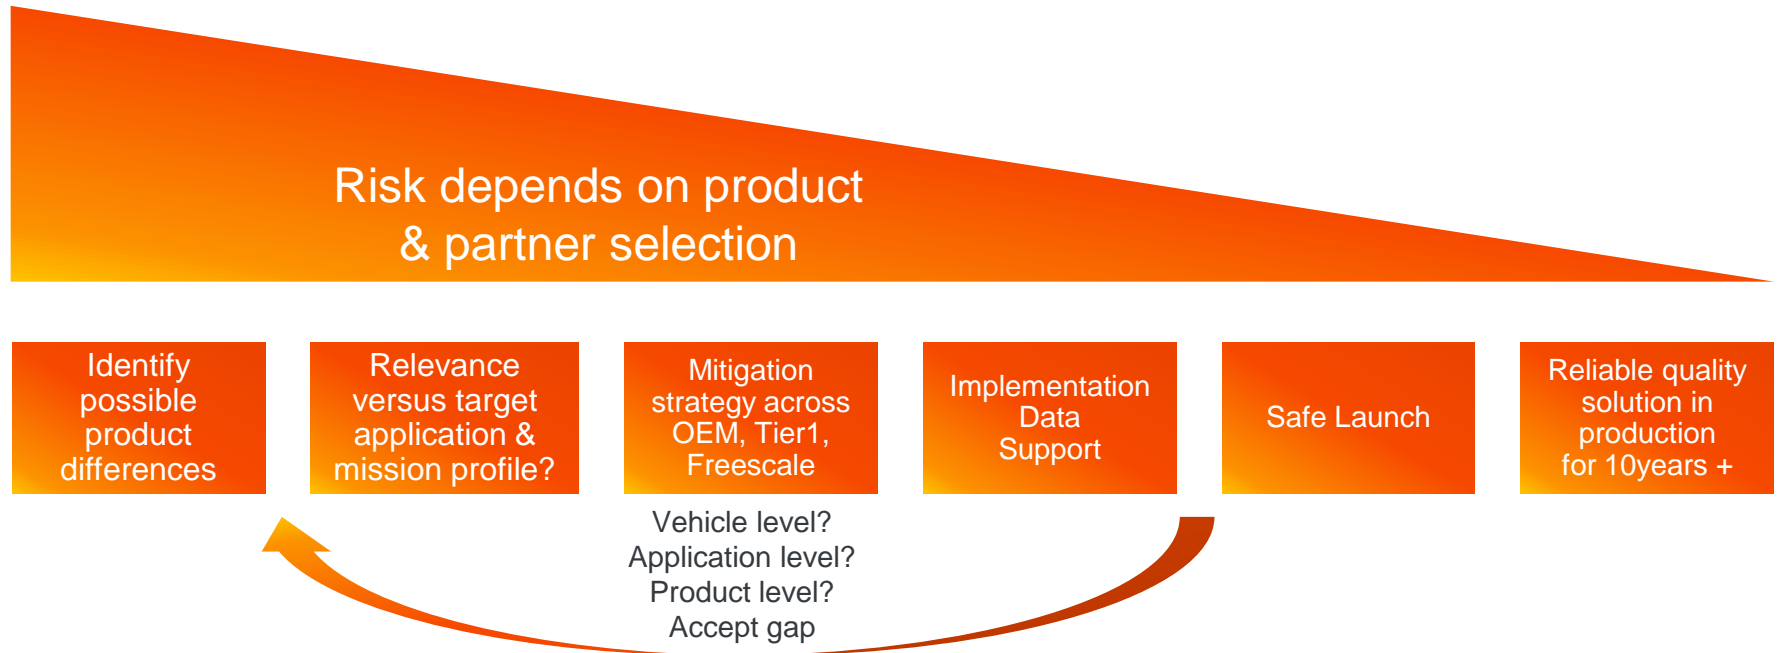 Risk depends on product
& partner selection
Identify
possible
product
differences
Relevance
versus target
application &
mission profile?
Mitigation
strategy across
OEM, Tier1,
Freescale
Implementation
Data
Support
Safe Launch
Reliable quality
solution in
production
for 10years +
Vehicle level?
Application level?
Product level?
Accept gap